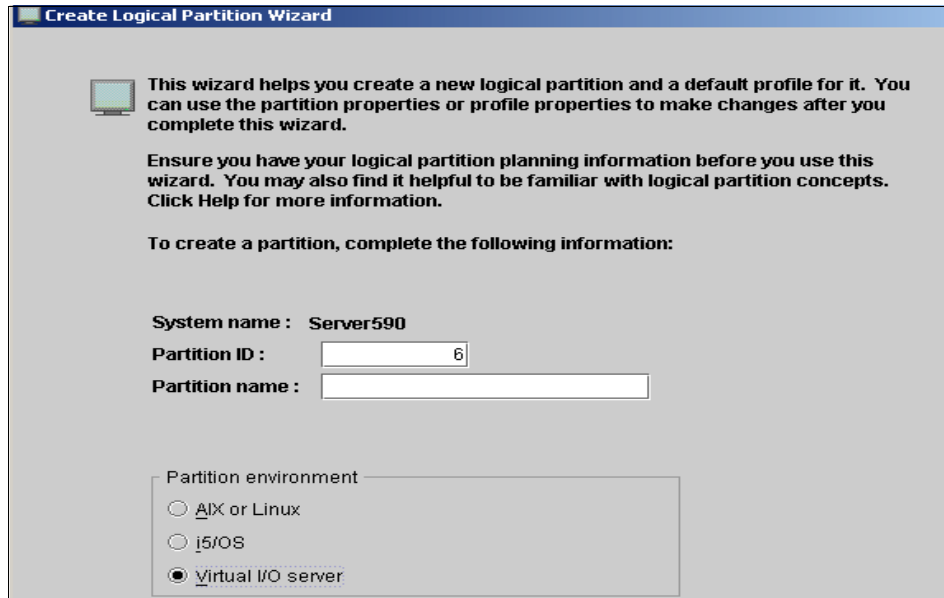 Create Logical Partition Wizard
This wizard helps you create a new logical partition and a default profile for it. You
can use the partition properties or profile properties to make changes after you
complete this wizard.
Ensure you have your logical partition planning information before you use this
wizard. You may also find it helpful to be familiar with logical partition concepts.
Click Help for more information.
To create a partition, complete the following information:
System name : Server590
Partition ID : 6
Partition name :
Partition environment
AIX or Linux
i5/OS
Virtual I/O server